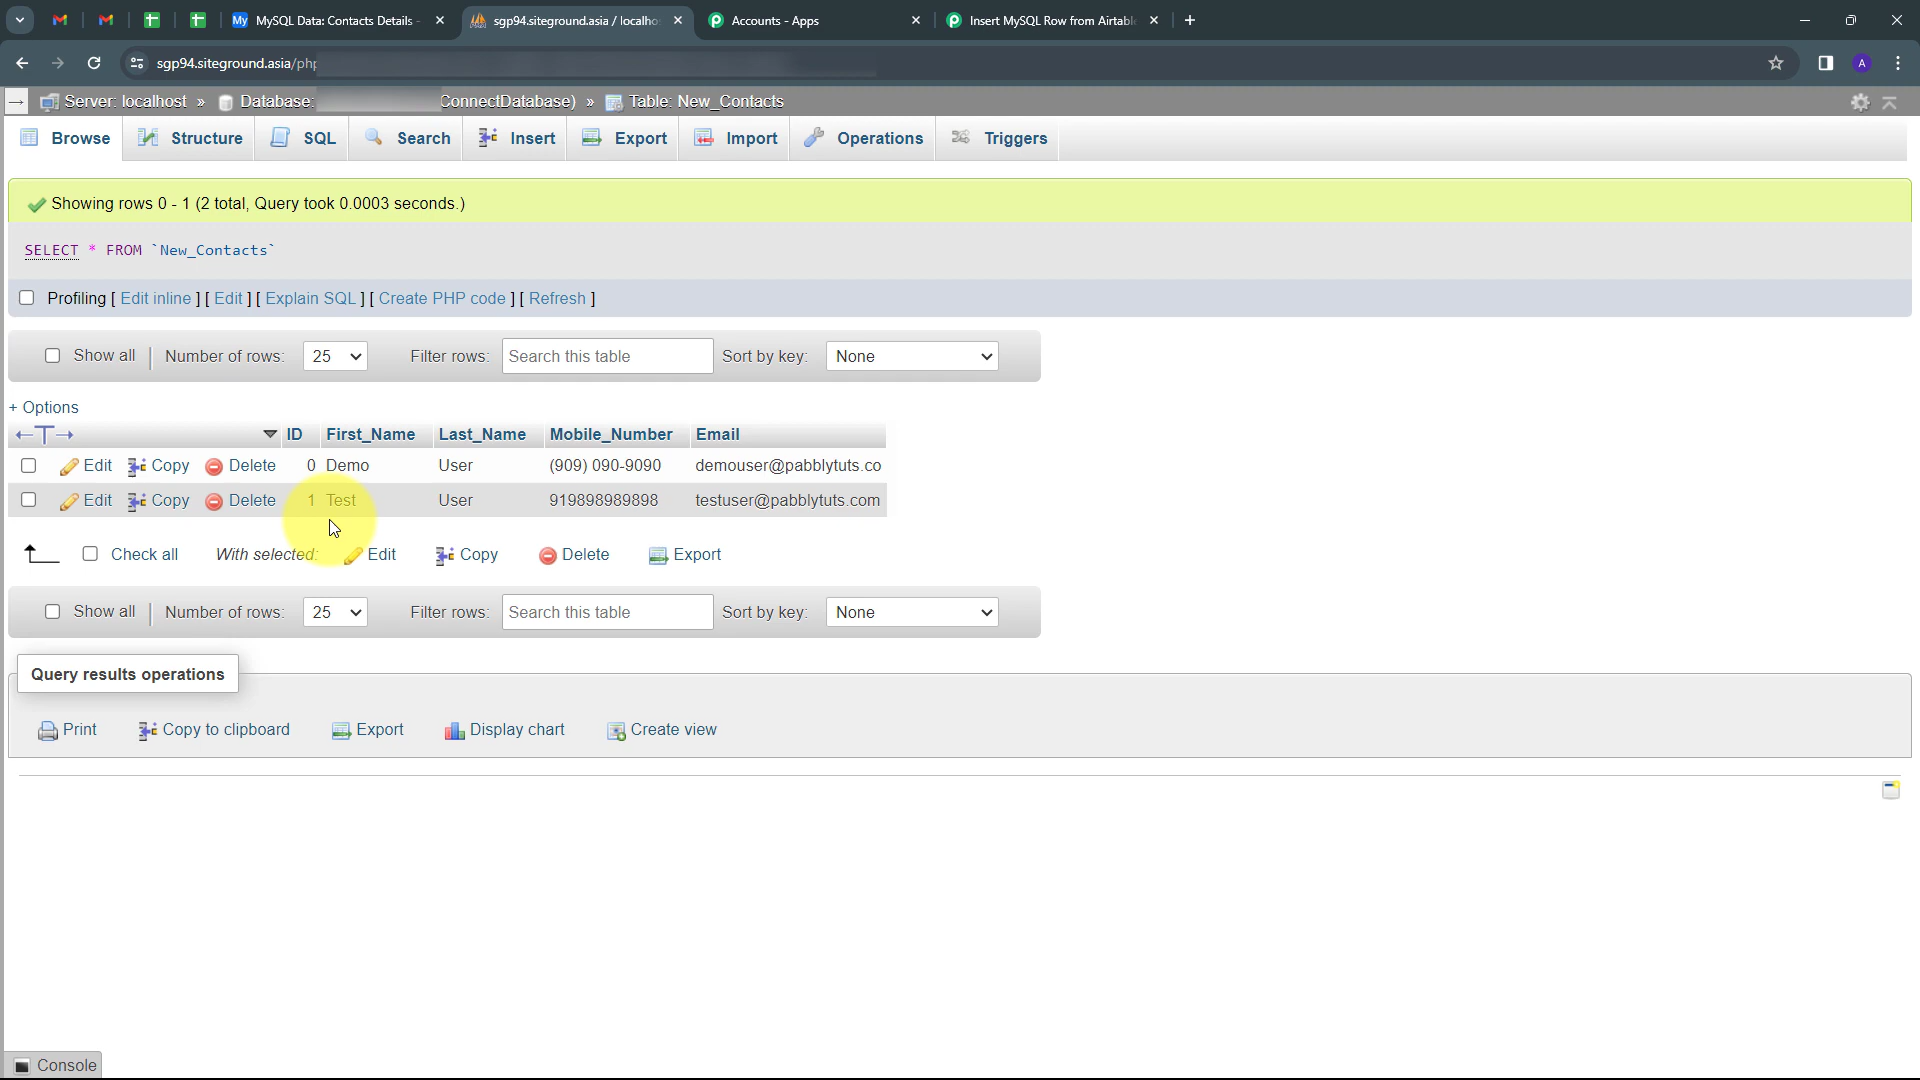 MySQL Data: Contacts Details -
sgp94.siteground.asia / localho
Accounts - Apps
Insert MySQL Row from Airtabl
sgp94.siteground.asia/php
Server: localhost » Database: ConnectDatabase) » Table: New_Contacts
Browse Structure SQL Search Insert Export Import Operations Triggers
Showing rows 0 - 1 (2 total, Query took 0.0003 seconds.)
SELECT * FROM `New_Contacts`
Profiling [ Edit inline ] [ Edit ] [ Explain SQL ] [ Create PHP code ] [ Refresh ]
Show all | Number of rows: 25 Filter rows: Search this table Sort by key: None
+ Options
←T→ ID First_Name Last_Name Mobile_Number Email
Edit Copy Delete 0 Demo User (909) 090-9090 demouser@pabblytuts.co
Edit Copy Delete 1 Test User 919898989898 testuser@pabblytuts.com
Check all With selected: Edit Copy Delete Export
Show all | Number of rows: 25 Filter rows: Search this table Sort by key: None
Query results operations
Print Copy to clipboard Export Display chart Create view
Console